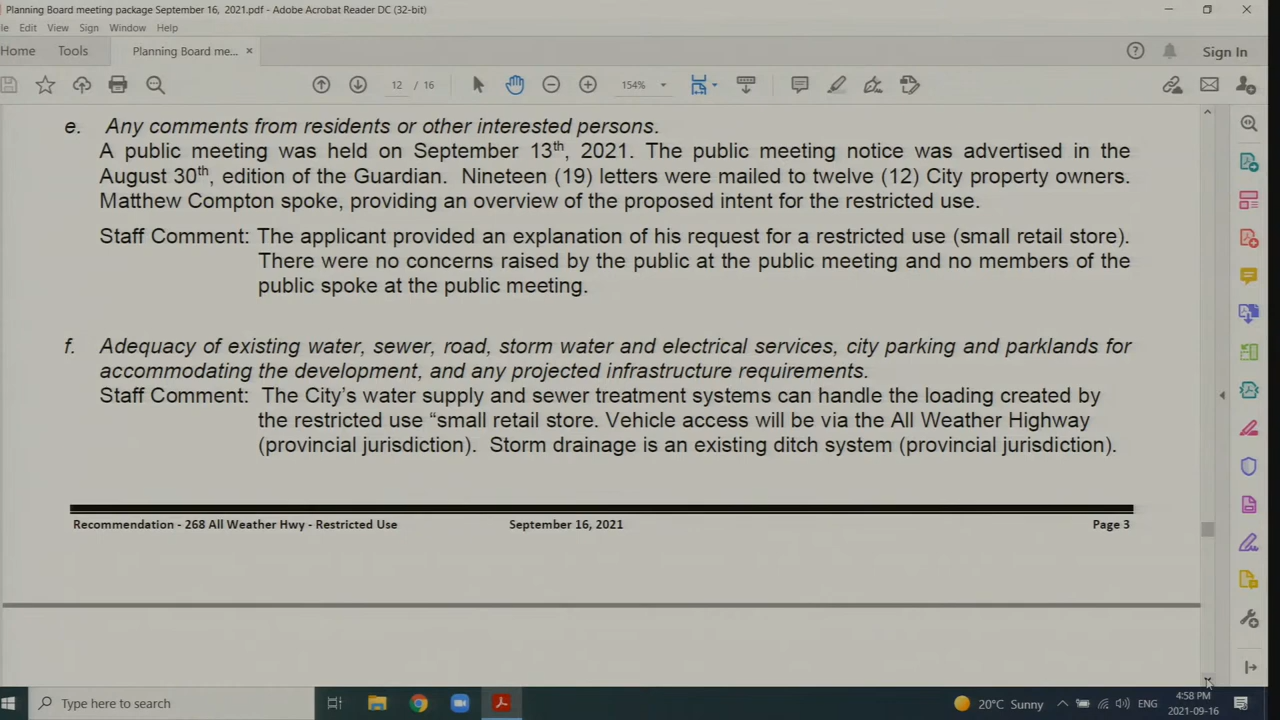 Planning Board meeting package September 16, 2021.pdf - Adobe Acrobat Reader DC (32-bit)
Edit View Sign Window Help
Home Tools Planning Board me... × Sign In
12 / 16 154%
e. Any comments from residents or other interested persons.
A public meeting was held on September 13th, 2021. The public meeting notice was advertised in the
August 30th, edition of the Guardian. Nineteen (19) letters were mailed to twelve (12) City property owners.
Matthew Compton spoke, providing an overview of the proposed intent for the restricted use.
Staff Comment: The applicant provided an explanation of his request for a restricted use (small retail store).
There were no concerns raised by the public at the public meeting and no members of the
public spoke at the public meeting.
f. Adequacy of existing water, sewer, road, storm water and electrical services, city parking and parklands for
accommodating the development, and any projected infrastructure requirements.
Staff Comment: The City’s water supply and sewer treatment systems can handle the loading created by
the restricted use “small retail store. Vehicle access will be via the All Weather Highway
(provincial jurisdiction). Storm drainage is an existing ditch system (provincial jurisdiction).
Recommendation - 268 All Weather Hwy - Restricted Use September 16, 2021 Page 3
Type here to search 20°C Sunny ENG 4:58 PM
2021-09-16